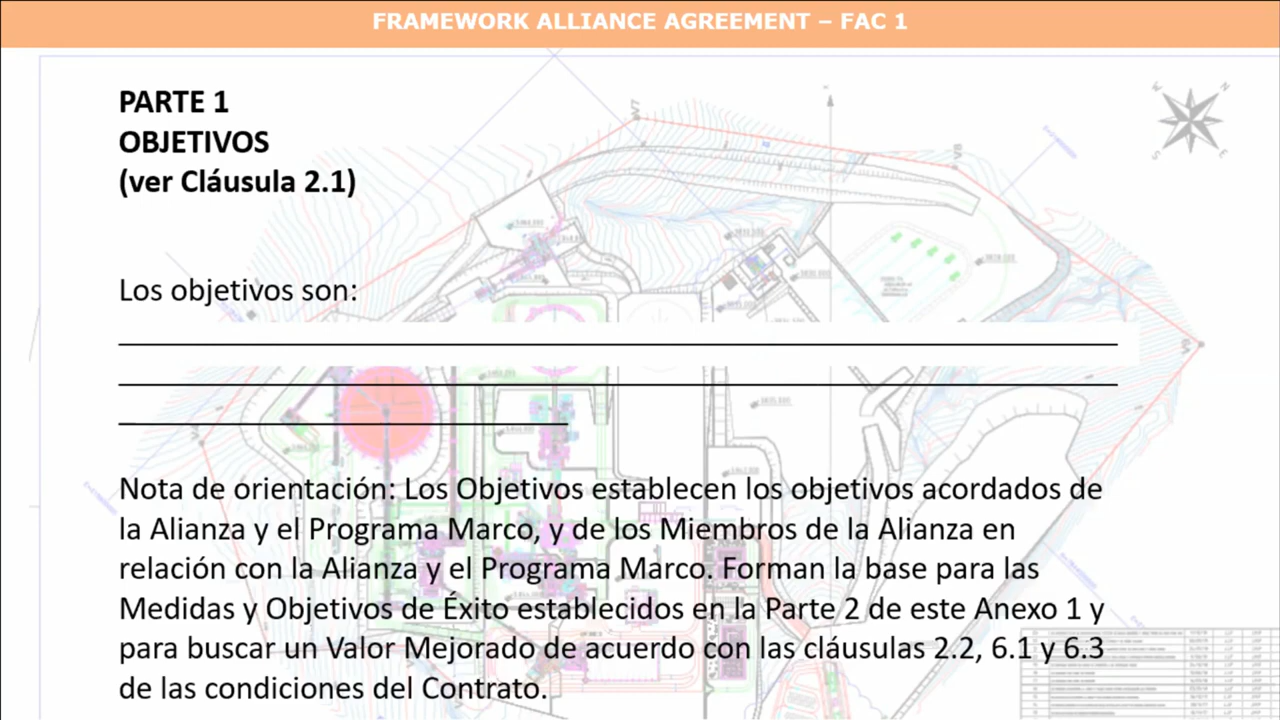 FRAMEWORK ALLIANCE AGREEMENT – FAC 1
PARTE 1
OBJETIVOS
(ver Cláusula 2.1)
Los objetivos son:
Nota de orientación: Los Objetivos establecen los objetivos acordados de
la Alianza y el Programa Marco, y de los Miembros de la Alianza en
relación con la Alianza y el Programa Marco. Forman la base para las
Medidas y Objetivos de Éxito establecidos en la Parte 2 de este Anexo 1 y
para buscar un Valor Mejorado de acuerdo con las cláusulas 2.2, 6.1 y 6.3
de las condiciones del Contrato.
V7
V8
V9
N
E
S
W